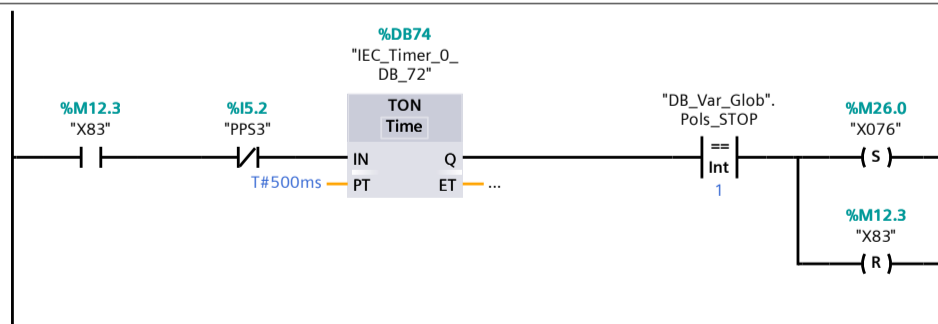 %DB74
"IEC_Timer_0_
DB_72"
%M12.3
"X83"
%I5.2
"PPS3"
TON
Time
IN
Q
T#500ms
PT
ET
...
"DB_Var_Glob".
Pols_STOP
==
Int
1
%M26.0
"X076"
S
%M12.3
"X83"
R